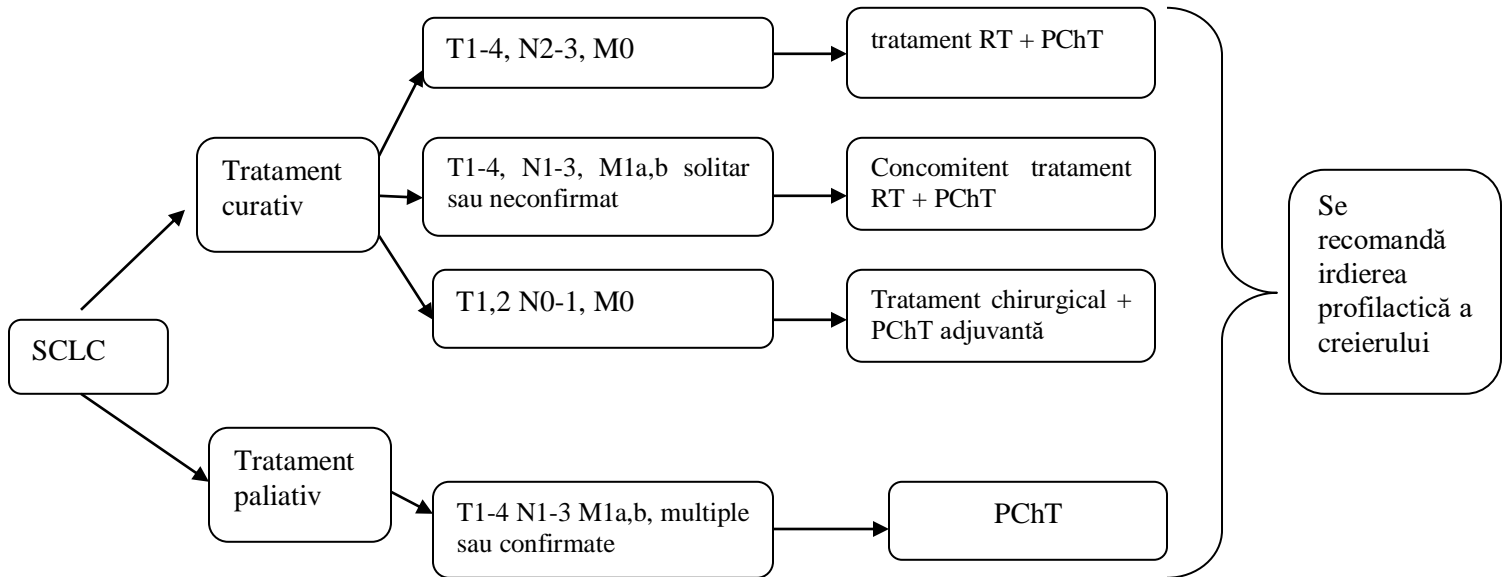 SCLC
Tratament
curativ
T1-4, N2-3, M0
tratament RT + PChT
T1-4, N1-3, M1a,b solitar
sau neconfirmat
Concomitent tratament
RT + PChT
T1,2 N0-1, M0
Tratament chirurgical +
PChT adjuvantă
Tratament
paliativ
T1-4 N1-3 M1a,b, multiple
sau confirmate
PChT
Se
recomandă
irdierea
profilactică a
creierului